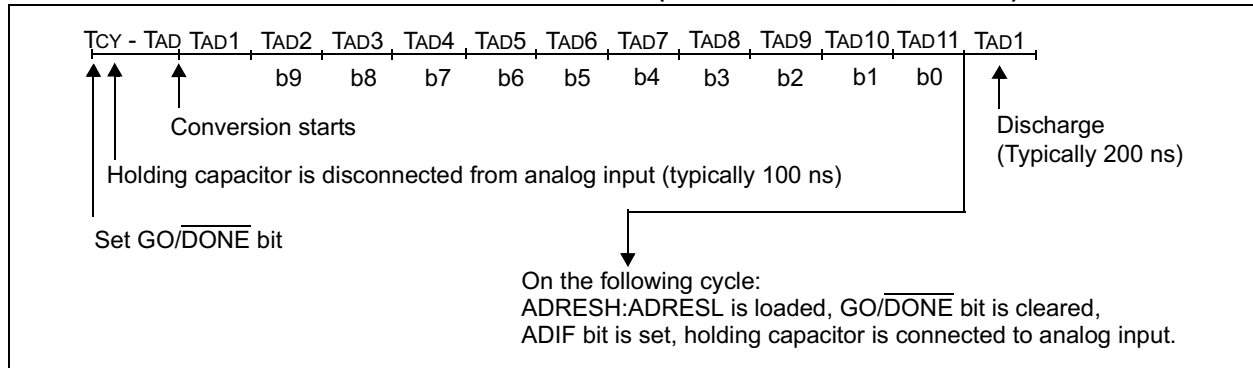 TCY - TAD TAD1 TAD2 TAD3 TAD4 TAD5 TAD6 TAD7 TAD8 TAD9 TAD10 TAD11 TAD1
b9 b8 b7 b6 b5 b4 b3 b2 b1 b0
Conversion starts
Discharge
(Typically 200 ns)
Holding capacitor is disconnected from analog input (typically 100 ns)
Set GO/DONE bit
On the following cycle:
ADRESH:ADRESL is loaded, GO/DONE bit is cleared,
ADIF bit is set, holding capacitor is connected to analog input.